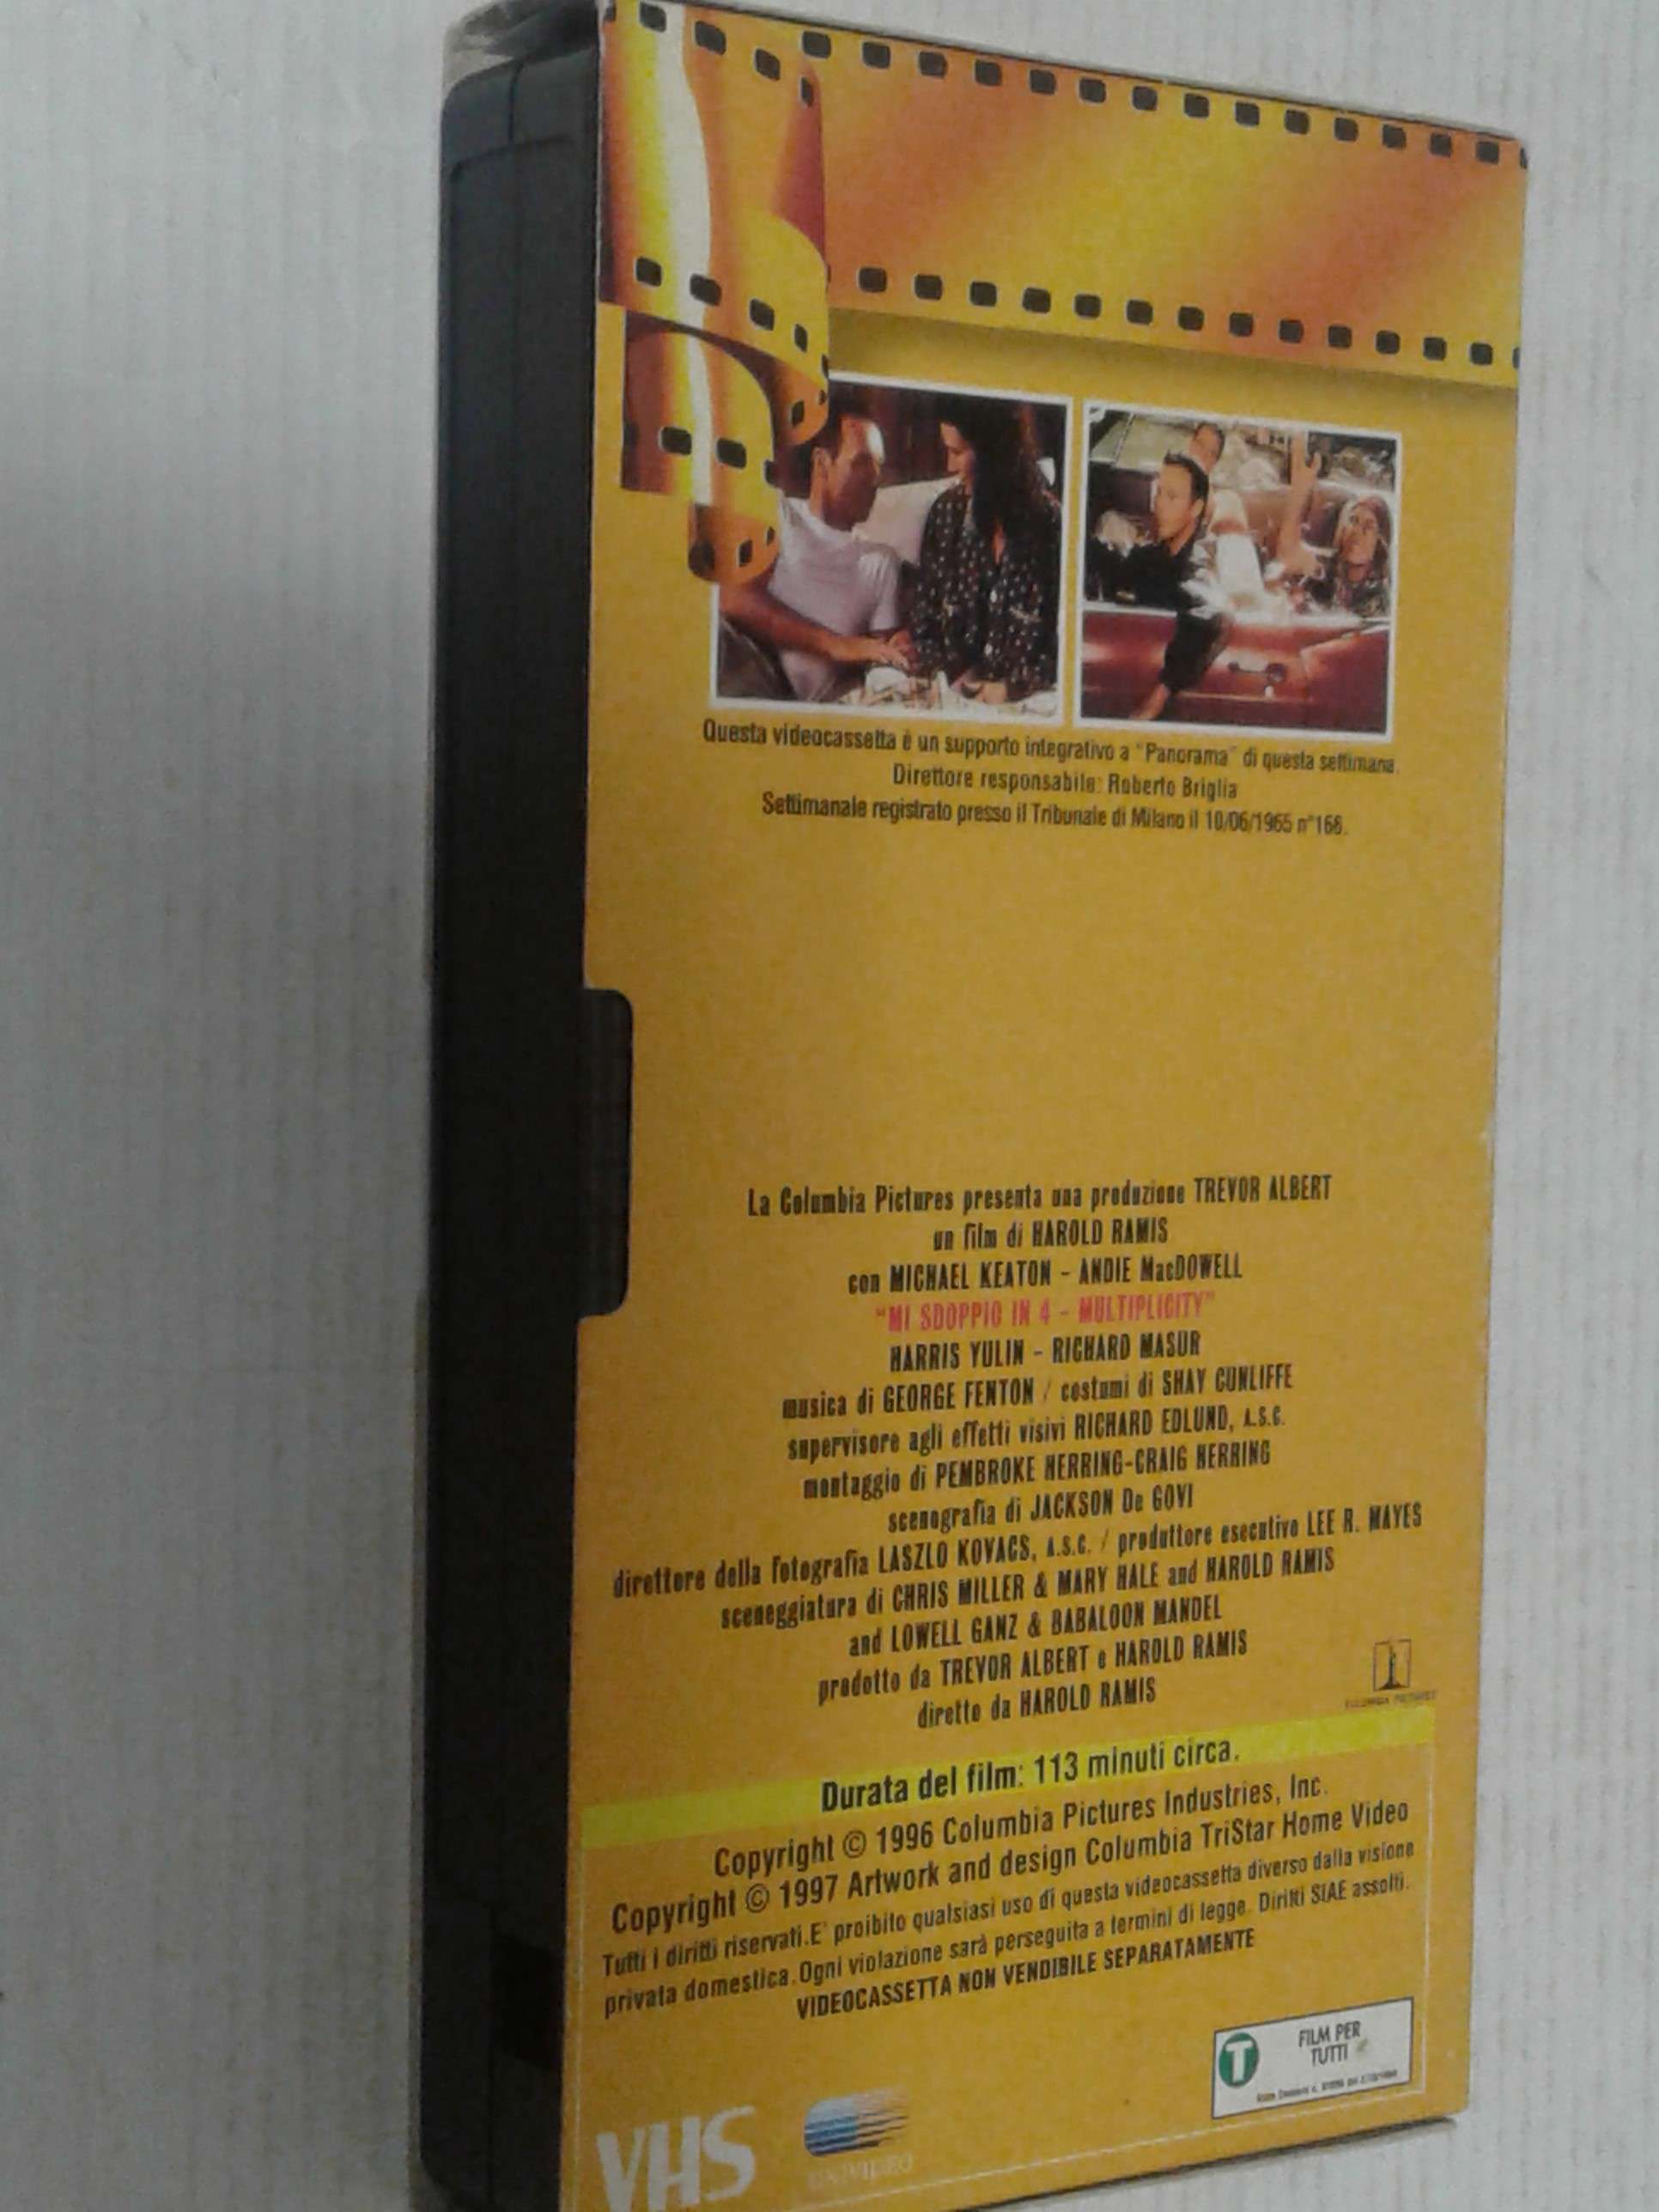 Questa videocassetta è un supporto integrativo a "Panorama" di questa settimana.
Direttore responsabile: Roberto Briglia
Settimanale registrato presso il Tribunale di Milano il 10/06/1965 n°168.
La Columbia Pictures presenta una produzione TREVOR ALBERT
un film di HAROLD RAMIS
con MICHAEL KEATON - ANDIE MacDOWELL
"MI SDOPPIO IN 4 - MULTIPLICITY"
HARRIS YULIN - RICHARD MASUR
musica di GEORGE FENTON / costumi di SHAY CUNLIFFE
supervisore agli effetti visivi RICHARD EDLUND, A.S.C.
montaggio di PEMBROKE HERRING-CRAIG HERRING
scenografia di JACKSON De GOVI
direttore della fotografia LASZLO KOVACS, A.S.C. / produttore esecutivo LEE R. MAYES
sceneggiatura di CHRIS MILLER & MARY HALE and HAROLD RAMIS
and LOWELL GANZ & BABALOON MANDEL
prodotto da TREVOR ALBERT e HAROLD RAMIS
diretto da HAROLD RAMIS
COLUMBIA PICTURES
Durata del film: 113 minuti circa.
Copyright © 1996 Columbia Pictures Industries, Inc.
Copyright © 1997 Artwork and design Columbia TriStar Home Video
Tutti i diritti riservati.E' proibito qualsiasi uso di questa videocassetta diverso dalla visione
privata domestica.Ogni violazione sarà perseguita a termini di legge. Diritti SIAE assolti.
VIDEOCASSETTA NON VENDIBILE SEPARATAMENTE
T FILM PER
TUTTI
VHS
UNIVIDEO